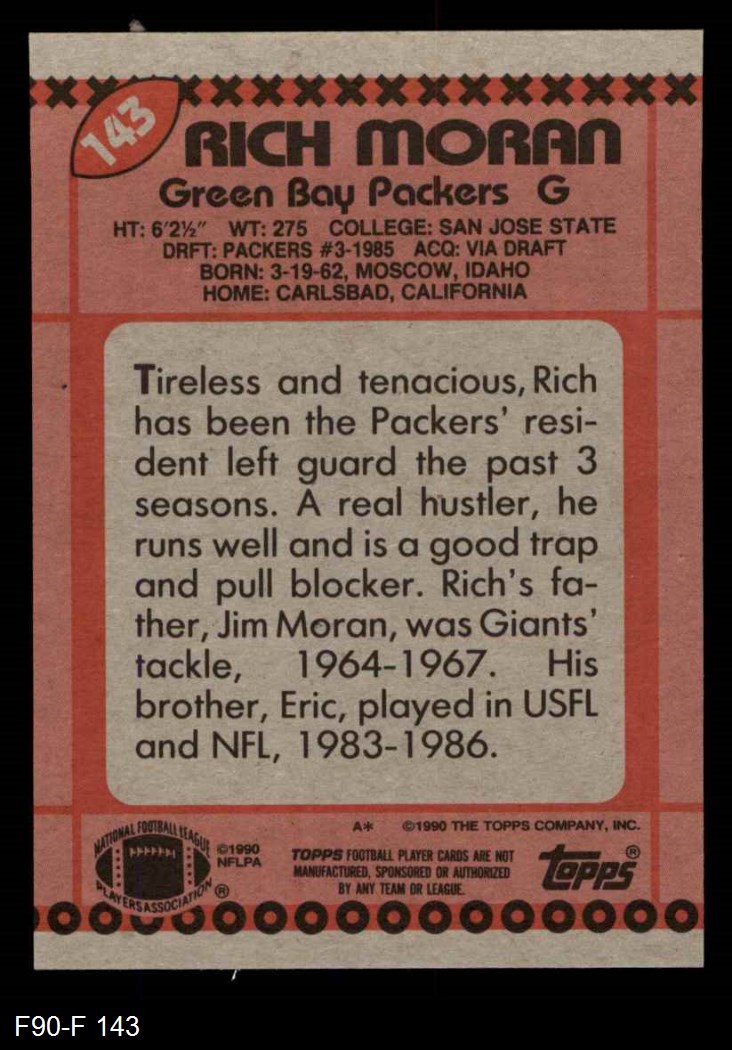 143
RICH MORAN
Green Bay Packers G
HT: 6'2½" WT: 275 COLLEGE: SAN JOSE STATE
DRFT: PACKERS #3-1985 ACQ: VIA DRAFT
BORN: 3-19-62, MOSCOW, IDAHO
HOME: CARLSBAD, CALIFORNIA
Tireless and tenacious, Rich
has been the Packers' resi-
dent left guard the past 3
seasons. A real hustler, he
runs well and is a good trap
and pull blocker. Rich's fa-
ther, Jim Moran, was Giants'
tackle, 1964-1967. His
brother, Eric, played in USFL
and NFL, 1983-1986.
A* ©1990 THE TOPPS COMPANY, INC.
NATIONAL FOOTBALL LEAGUE
PLAYERS ASSOCIATION ®
©1990
NFLPA
TOPPS FOOTBALL PLAYER CARDS ARE NOT
MANUFACTURED, SPONSORED OR AUTHORIZED
BY ANY TEAM OR LEAGUE.
topps®
F90-F 143